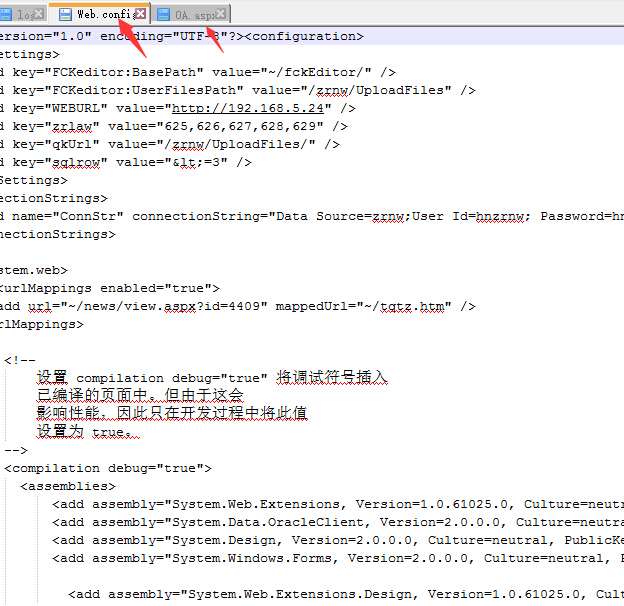 log Web.config OA.aspx
ersion="1.0" encoding="UTF-8"?><configuration>
ettings>
d key="FCKeditor:BasePath" value="~/fckEditor/" />
d key="FCKeditor:UserFilesPath" value="/zrnw/UploadFiles" />
d key="WEBURL" value="http://192.168.5.24" />
d key="zrlaw" value="625,626,627,628,629" />
d key="qkUrl" value="/zrnw/UploadFiles/" />
d key="sqlrow" value="&lt;=3" />
Settings>
ectionStrings>
d name="ConnStr" connectionString="Data Source=zrnw;User Id=hnzrnw; Password=hn
nectionStrings>
stem.web>
<urlMappings enabled="true">
add url="~/news/view.aspx?id=4409" mappedUrl="~/tqtz.htm" />
rlMappings>
<!--
设置 compilation debug="true" 将调试符号插入
已编译的页面中。但由于这会
影响性能，因此只在开发过程中将此值
设置为 true。
-->
<compilation debug="true">
<assemblies>
<add assembly="System.Web.Extensions, Version=1.0.61025.0, Culture=neutr
<add assembly="System.Data.OracleClient, Version=2.0.0.0, Culture=neutra
<add assembly="System.Design, Version=2.0.0.0, Culture=neutral, PublicKe
<add assembly="System.Windows.Forms, Version=2.0.0.0, Culture=neutral, P
<add assembly="System.Web.Extensions.Design, Version=1.0.61025.0, Cultu